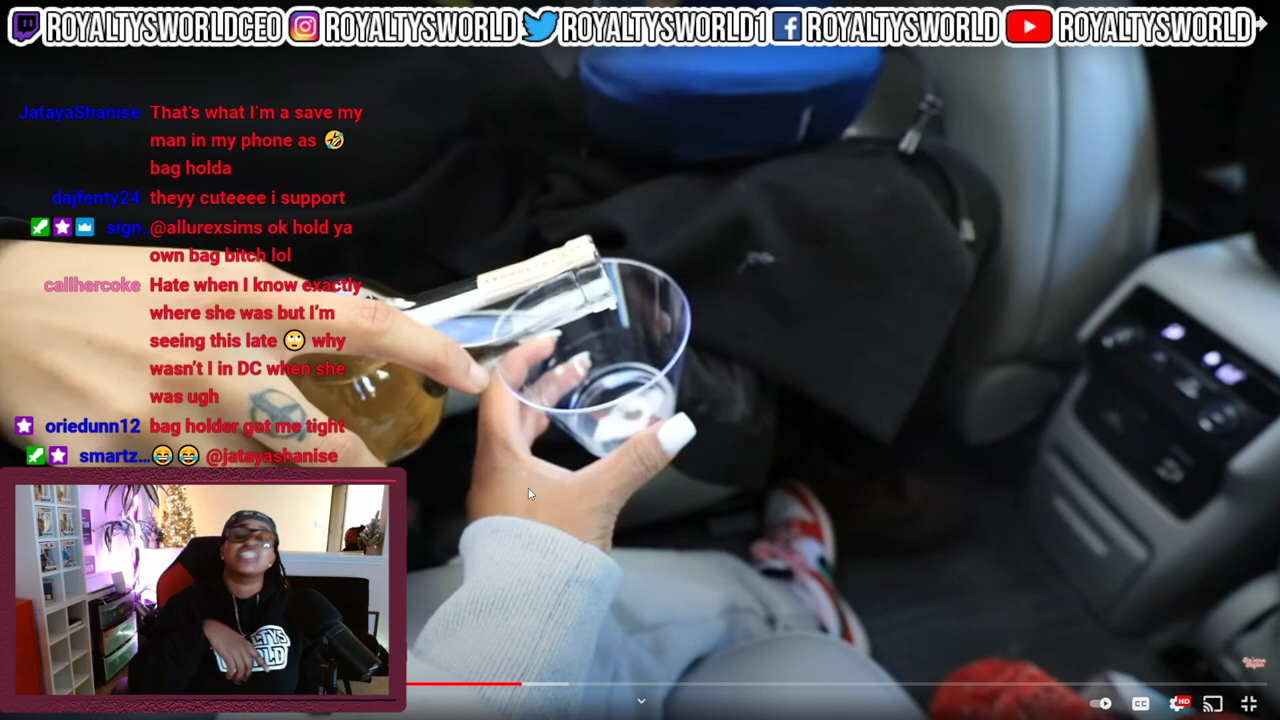 ROYALTYSWORLDCEO ROYALTYSWORLD ROYALTYSWORLD1 ROYALTYSWORLD ROYALTYSWORLD
JatayaShanise That's what I'm a save my
man in my phone as 🤣
bag holda
dajfenty24 theyy cuteeee i support
sign… @allurexsims ok hold ya
own bag bitch lol
callhercoke Hate when I know exactly
where she was but I'm
seeing this late 🙄 why
wasn't I in DC when she
was ugh
oriedunn12 bag holder got me tight
smartz… 😂 😂 @jatayashanise
WORLD
CC HD